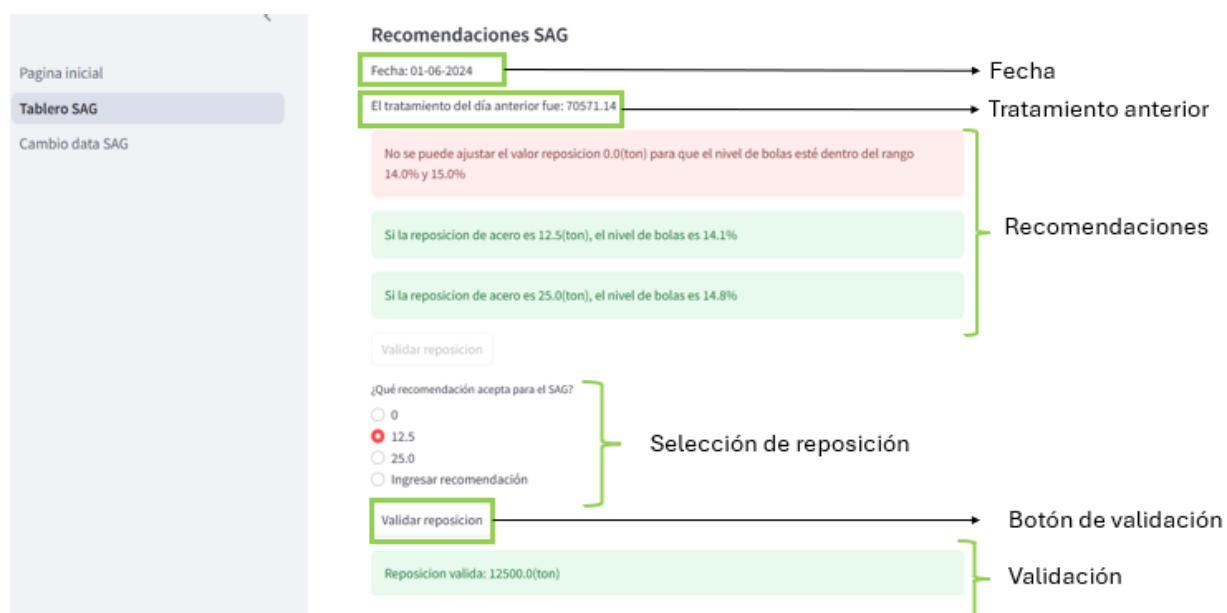 Recomendaciones SAG
Pagina inicial
Fecha: 01-06-2024
Fecha
Tablero SAG
El tratamiento del día anterior fue: 70571.14
Tratamiento anterior
Cambio data SAG
No se puede ajustar el valor reposicion 0.0(ton) para que el nivel de bolas esté dentro del rango
14.0% y 15.0%
Si la reposicion de acero es 12.5(ton), el nivel de bolas es 14.1%
Recomendaciones
Si la reposicion de acero es 25.0(ton), el nivel de bolas es 14.8%
Validar reposicion
¿Qué recomendación acepta para el SAG?
0
12.5
25.0
Ingresar recomendación
Selección de reposición
Validar reposicion
Botón de validación
Reposicion valida: 12500.0(ton)
Validación